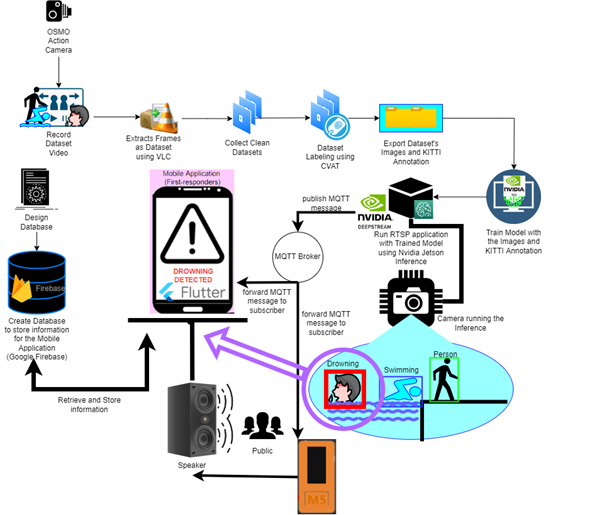 OSMO
Action
Camera
Record
Dataset
Video
Extracts Frames
as Dataset
using VLC
Collect Clean
Datasets
Dataset
Labeling using
CVAT
Export Dataset's
Images and KITTI
Annotation
NVIDIA
Train Model with
the Images and
KITTI Annotation
NVIDIA
DEEPSTREAM
Run RTSP application
with Trained Model
using Nvidia Jetson
Inference
publish MQTT
message
MQTT Broker
Mobile Application
(First-responders)
DROWNING
DETECTED
Flutter
forward MQTT
message to
subscriber
forward MQTT
message to
subscriber
Design
Database
Firebase
Create Database
to store information
for the Mobile
Application
(Google Firebase)
Retrieve and Store
information
Camera running the
Inference
Drowning
Swimming
Person
Speaker
Public
M5